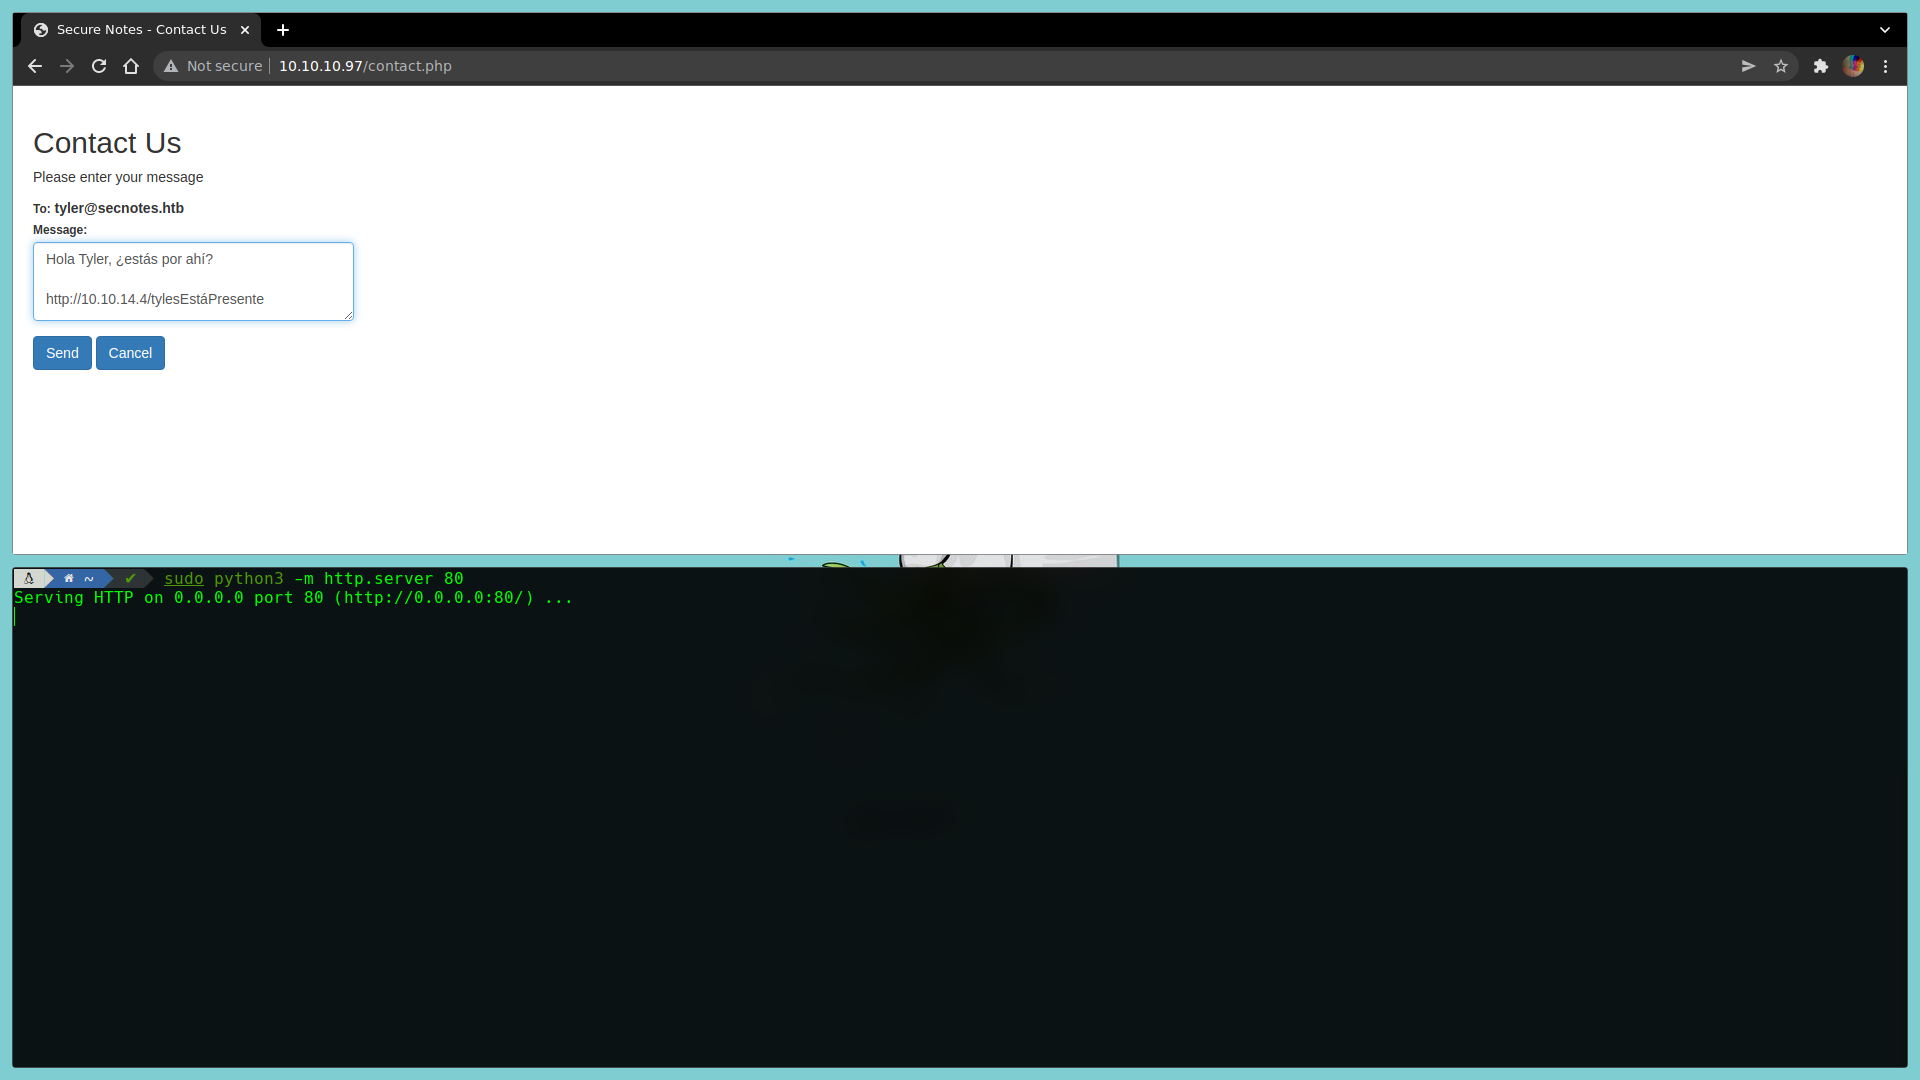 Secure Notes - Contact Us
Not secure 10.10.10.97/contact.php
Contact Us
Please enter your message
To: tyler@secnotes.htb
Message:
Hola Tyler, ¿estás por ahí?
http://10.10.14.4/tylesEstáPresente
Send Cancel
~ ✔ sudo python3 -m http.server 80
Serving HTTP on 0.0.0.0 port 80 (http://0.0.0.0:80/) ...